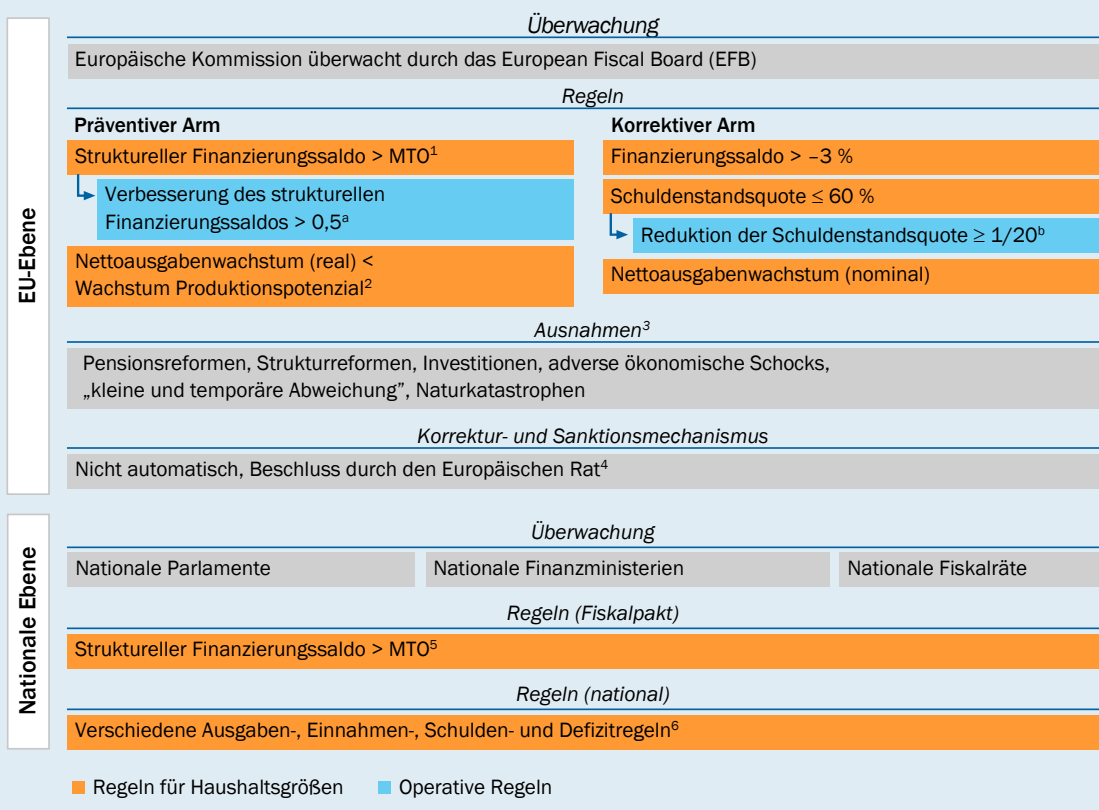 Überwachung
Europäische Kommission überwacht durch das European Fiscal Board (EFB)
Regeln
Präventiver Arm
Struktureller Finanzierungssaldo > MTO¹
Verbesserung des strukturellen
Finanzierungssaldos > 0,5ᵃ
Nettoausgabenwachstum (real) <
Wachstum Produktionspotenzial²
Korrektiver Arm
Finanzierungssaldo > –3 %
Schuldenstandsquote ≤ 60 %
Reduktion der Schuldenstandsquote ≥ 1/20ᵇ
Nettoausgabenwachstum (nominal)
Ausnahmen³
Pensionsreformen, Strukturreformen, Investitionen, adverse ökonomische Schocks,
„kleine und temporäre Abweichung”, Naturkatastrophen
Korrektur- und Sanktionsmechanismus
Nicht automatisch, Beschluss durch den Europäischen Rat⁴
EU-Ebene
Überwachung
Nationale Parlamente
Nationale Finanzministerien
Nationale Fiskalräte
Regeln (Fiskalpakt)
Struktureller Finanzierungssaldo > MTO⁵
Regeln (national)
Verschiedene Ausgaben-, Einnahmen-, Schulden- und Defizitregeln⁶
Nationale Ebene
Regeln für Haushaltsgrößen
Operative Regeln